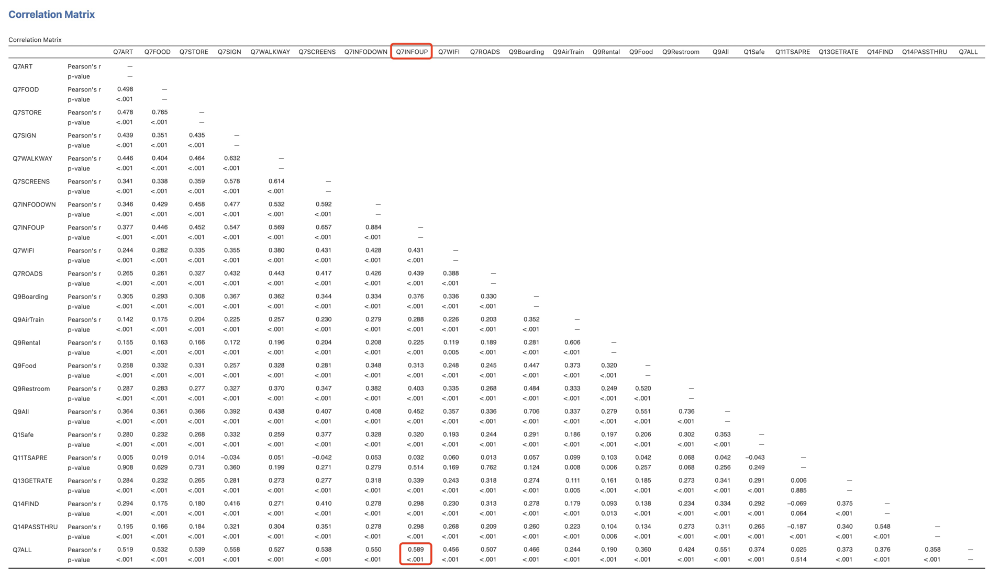 Correlation Matrix
Correlation Matrix
Q7ART Q7FOOD Q7STORE Q7SIGN Q7WALKWAY Q7SCREENS Q7INFODOWN Q7INFOUP Q7WIFI Q7ROADS Q9Boarding Q9AirTrain Q9Rental Q9Food Q9Restroom Q9All Q1Safe Q11TSAPRE Q13GETRATE Q14FIND Q14PASSTHRU Q7ALL
Q7ART Pearson's r —
p-value —
Q7FOOD Pearson's r 0.498 —
p-value <.001 —
Q7STORE Pearson's r 0.478 0.765 —
p-value <.001 <.001 —
Q7SIGN Pearson's r 0.439 0.351 0.435 —
p-value <.001 <.001 <.001 —
Q7WALKWAY Pearson's r 0.446 0.404 0.464 0.632 —
p-value <.001 <.001 <.001 <.001 —
Q7SCREENS Pearson's r 0.341 0.338 0.359 0.578 0.614 —
p-value <.001 <.001 <.001 <.001 <.001 —
Q7INFODOWN Pearson's r 0.346 0.429 0.458 0.477 0.532 0.592 —
p-value <.001 <.001 <.001 <.001 <.001 <.001 —
Q7INFOUP Pearson's r 0.377 0.446 0.452 0.547 0.569 0.657 0.884 —
p-value <.001 <.001 <.001 <.001 <.001 <.001 <.001 —
Q7WIFI Pearson's r 0.244 0.282 0.335 0.355 0.380 0.431 0.428 0.431 —
p-value <.001 <.001 <.001 <.001 <.001 <.001 <.001 <.001 —
Q7ROADS Pearson's r 0.265 0.261 0.327 0.432 0.443 0.417 0.426 0.439 0.388 —
p-value <.001 <.001 <.001 <.001 <.001 <.001 <.001 <.001 <.001 —
Q9Boarding Pearson's r 0.305 0.293 0.308 0.367 0.362 0.344 0.334 0.376 0.336 0.330 —
p-value <.001 <.001 <.001 <.001 <.001 <.001 <.001 <.001 <.001 <.001 —
Q9AirTrain Pearson's r 0.142 0.175 0.204 0.225 0.257 0.230 0.279 0.288 0.226 0.203 0.352 —
p-value <.001 <.001 <.001 <.001 <.001 <.001 <.001 <.001 <.001 <.001 <.001 —
Q9Rental Pearson's r 0.155 0.163 0.166 0.172 0.196 0.204 0.208 0.225 0.119 0.189 0.281 0.606 —
p-value <.001 <.001 <.001 <.001 <.001 <.001 <.001 <.001 0.005 <.001 <.001 <.001 —
Q9Food Pearson's r 0.258 0.332 0.331 0.257 0.328 0.281 0.348 0.313 0.248 0.245 0.447 0.373 0.320 —
p-value <.001 <.001 <.001 <.001 <.001 <.001 <.001 <.001 <.001 <.001 <.001 <.001 <.001 —
Q9Restroom Pearson's r 0.287 0.283 0.277 0.327 0.370 0.347 0.382 0.403 0.335 0.268 0.484 0.333 0.249 0.520 —
p-value <.001 <.001 <.001 <.001 <.001 <.001 <.001 <.001 <.001 <.001 <.001 <.001 <.001 <.001 —
Q9All Pearson's r 0.364 0.361 0.366 0.392 0.438 0.407 0.408 0.452 0.357 0.336 0.706 0.337 0.279 0.551 0.736 —
p-value <.001 <.001 <.001 <.001 <.001 <.001 <.001 <.001 <.001 <.001 <.001 <.001 <.001 <.001 <.001 —
Q1Safe Pearson's r 0.280 0.232 0.268 0.332 0.259 0.377 0.328 0.320 0.193 0.244 0.291 0.186 0.197 0.206 0.302 0.353 —
p-value <.001 <.001 <.001 <.001 <.001 <.001 <.001 <.001 <.001 <.001 <.001 <.001 <.001 <.001 <.001 <.001 —
Q11TSAPRE Pearson's r 0.005 0.019 0.014 −0.034 0.051 −0.042 0.053 0.032 0.060 0.013 0.057 0.099 0.103 0.042 0.068 0.042 −0.043 —
p-value 0.908 0.629 0.731 0.360 0.199 0.271 0.279 0.514 0.169 0.762 0.124 0.008 0.006 0.257 0.068 0.256 0.249 —
Q13GETRATE Pearson's r 0.284 0.232 0.265 0.281 0.273 0.277 0.318 0.339 0.243 0.318 0.274 0.111 0.161 0.185 0.273 0.341 0.291 0.006 —
p-value <.001 <.001 <.001 <.001 <.001 <.001 <.001 <.001 <.001 <.001 <.001 0.005 <.001 <.001 <.001 <.001 <.001 0.885 —
Q14FIND Pearson's r 0.294 0.175 0.180 0.416 0.271 0.410 0.278 0.298 0.230 0.313 0.278 0.179 0.093 0.138 0.234 0.334 0.292 −0.069 0.375 —
p-value <.001 <.001 <.001 <.001 <.001 <.001 <.001 <.001 <.001 <.001 <.001 <.001 0.013 <.001 <.001 <.001 <.001 0.064 <.001 —
Q14PASSTHRU Pearson's r 0.195 0.166 0.184 0.321 0.304 0.351 0.278 0.298 0.268 0.209 0.260 0.223 0.104 0.134 0.273 0.311 0.265 −0.187 0.340 0.548 —
p-value <.001 <.001 <.001 <.001 <.001 <.001 <.001 <.001 <.001 <.001 <.001 <.001 0.006 <.001 <.001 <.001 <.001 <.001 <.001 <.001 —
Q7ALL Pearson's r 0.519 0.532 0.539 0.558 0.527 0.538 0.550 0.589 0.456 0.507 0.466 0.244 0.190 0.360 0.424 0.551 0.374 0.025 0.373 0.376 0.358 —
p-value <.001 <.001 <.001 <.001 <.001 <.001 <.001 <.001 <.001 <.001 <.001 <.001 <.001 <.001 <.001 <.001 <.001 0.514 <.001 <.001 <.001 —